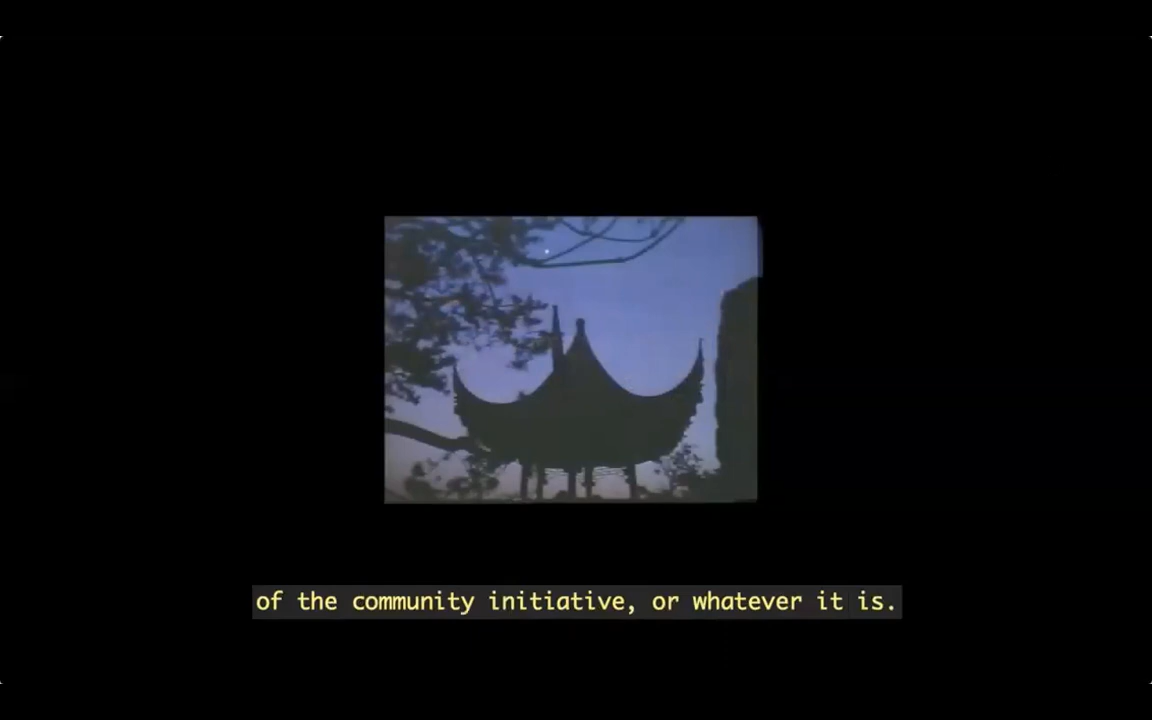 of the community initiative, or whatever it is.